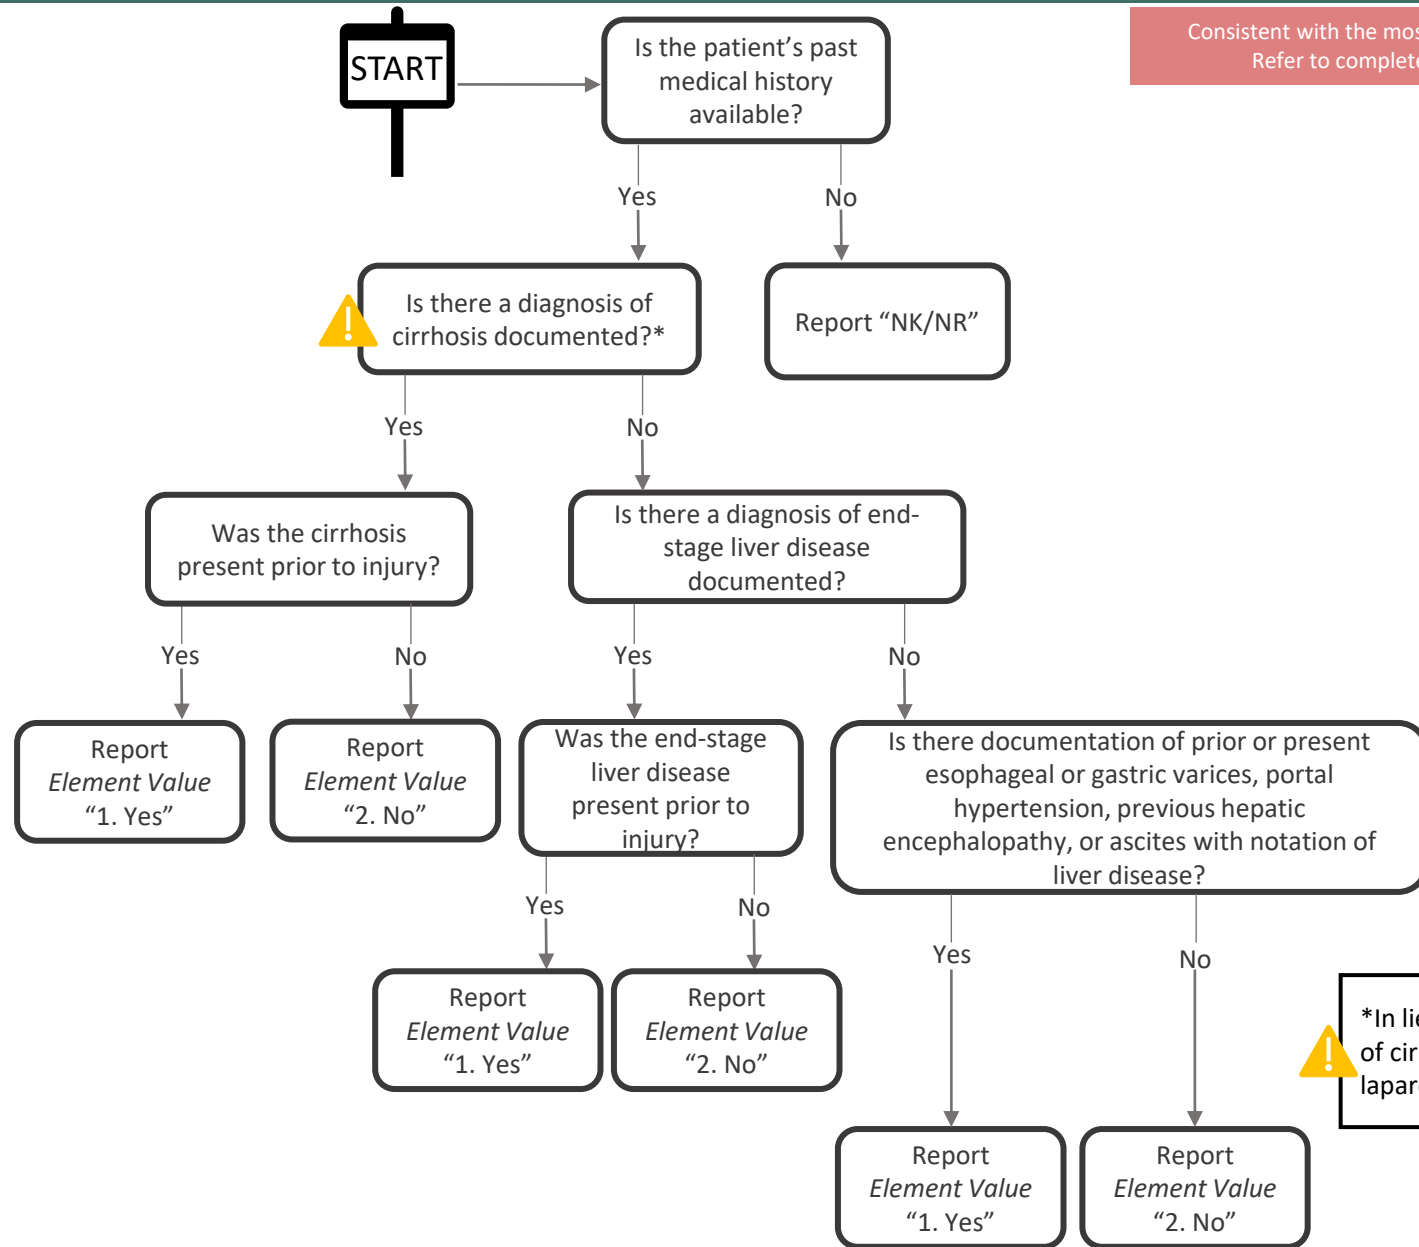 START
Is the patient's past
medical history
available?
Consistent with the mos
Refer to complete
Yes
No
Is there a diagnosis of
cirrhosis documented?*
Report “NK/NR”
Yes
No
Was the cirrhosis
present prior to injury?
Is there a diagnosis of end-
stage liver disease
documented?
Yes
No
Yes
No
Report
Element Value
“1. Yes”
Report
Element Value
“2. No”
Was the end-stage
liver disease
present prior to
injury?
Is there documentation of prior or present
esophageal or gastric varices, portal
hypertension, previous hepatic
encephalopathy, or ascites with notation of
liver disease?
Yes
No
Yes
No
Report
Element Value
“1. Yes”
Report
Element Value
“2. No”
*In lie
of cir
lapar
Report
Element Value
“1. Yes”
Report
Element Value
“2. No”